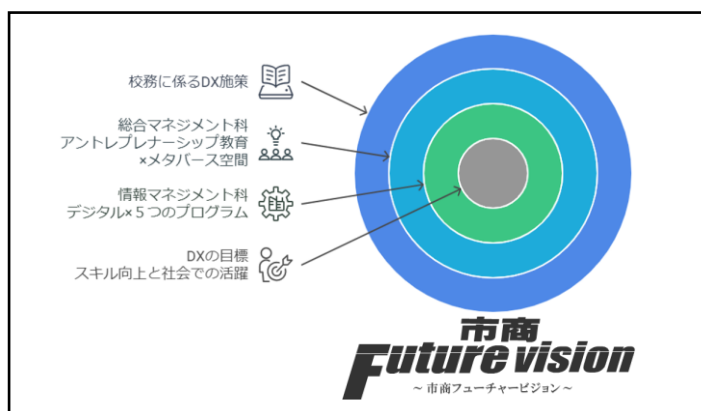 校務に係るDX施策
総合マネジメント科
アントレプレナーシップ教育
×メタバース空間
情報マネジメント科
デジタル×５つのプログラム
DXの目標
スキル向上と社会での活躍
市商
Future vision
～市商フューチャービジョン～